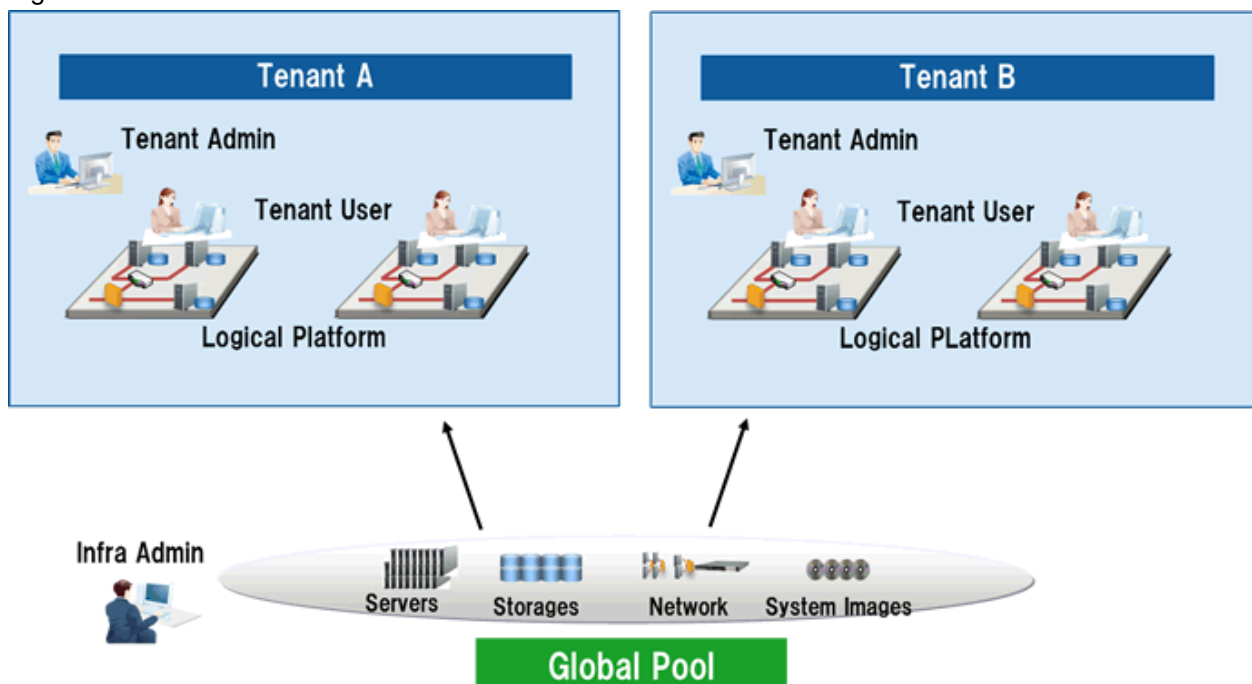 Tenant A
Tenant Admin
Tenant User
Logical Platform
Tenant B
Tenant Admin
Tenant User
Logical PLatform
Infra Admin
Servers
Storages
Network
System Images
Global Pool